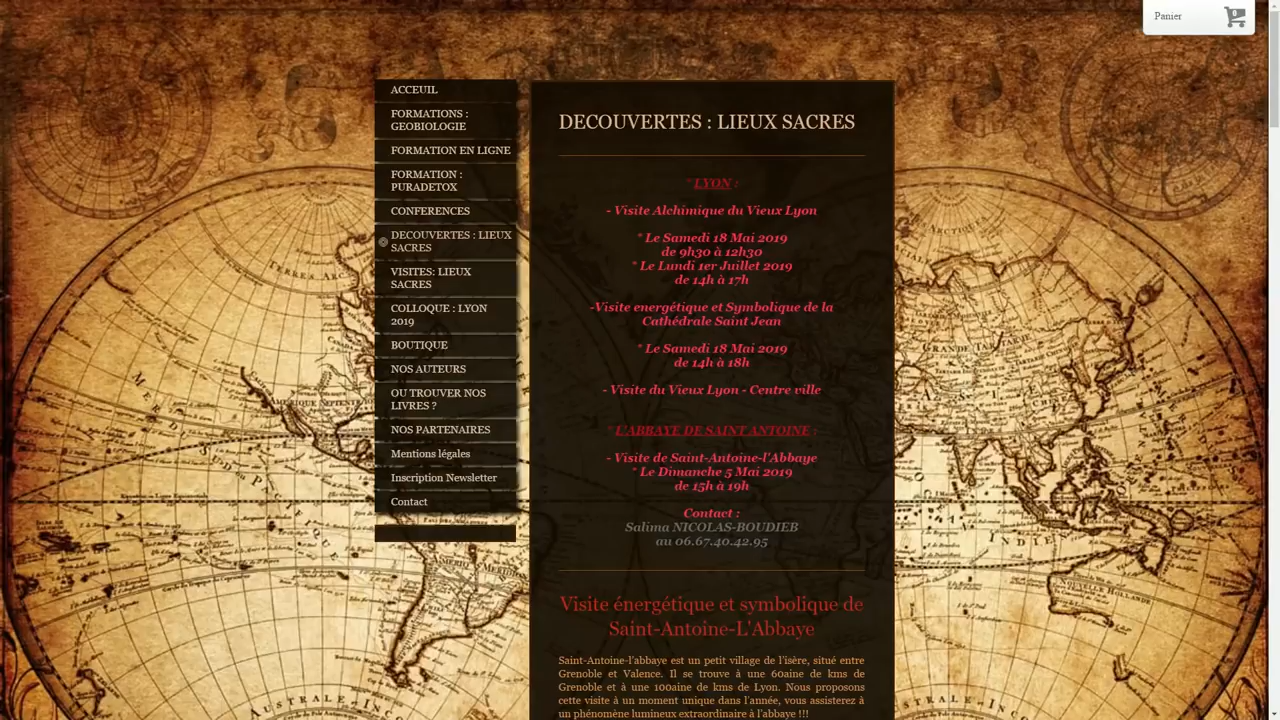 Panier
0
ACCEUIL
FORMATIONS :
GEOBIOLOGIE
FORMATION EN LIGNE
FORMATION :
PURADETOX
CONFERENCES
DECOUVERTES : LIEUX
SACRES
VISITES: LIEUX
SACRES
COLLOQUE : LYON
2019
BOUTIQUE
NOS AUTEURS
OU TROUVER NOS
LIVRES ?
NOS PARTENAIRES
Mentions légales
Inscription Newsletter
Contact
DECOUVERTES : LIEUX SACRES
* LYON :
- Visite Alchimique du Vieux Lyon
* Le Samedi 18 Mai 2019
de 9h30 à 12h30
* Le Lundi 1er Juillet 2019
de 14h à 17h
-Visite energétique et Symbolique de la
Cathédrale Saint Jean
* Le Samedi 18 Mai 2019
de 14h à 18h
- Visite du Vieux Lyon - Centre ville
* L'ABBAYE DE SAINT ANTOINE :
- Visite de Saint-Antoine-l'Abbaye
* Le Dimanche 5 Mai 2019
de 15h à 19h
Contact :
Salima NICOLAS-BOUDIEB
au 06.67.40.42.95
Visite énergétique et symbolique de
Saint-Antoine-L'Abbaye
Saint-Antoine-l'abbaye est un petit village de l'isère, situé entre
Grenoble et Valence. Il se trouve à une 60aine de kms de
Grenoble et à une 100aine de kms de Lyon. Nous proposons
cette visite à un moment unique dans l'année, vous assisterez à
un phénomène lumineux extraordinaire à l'abbaye !!!
GRANDE TARTARIE
NOUVELLE HOLLANDE